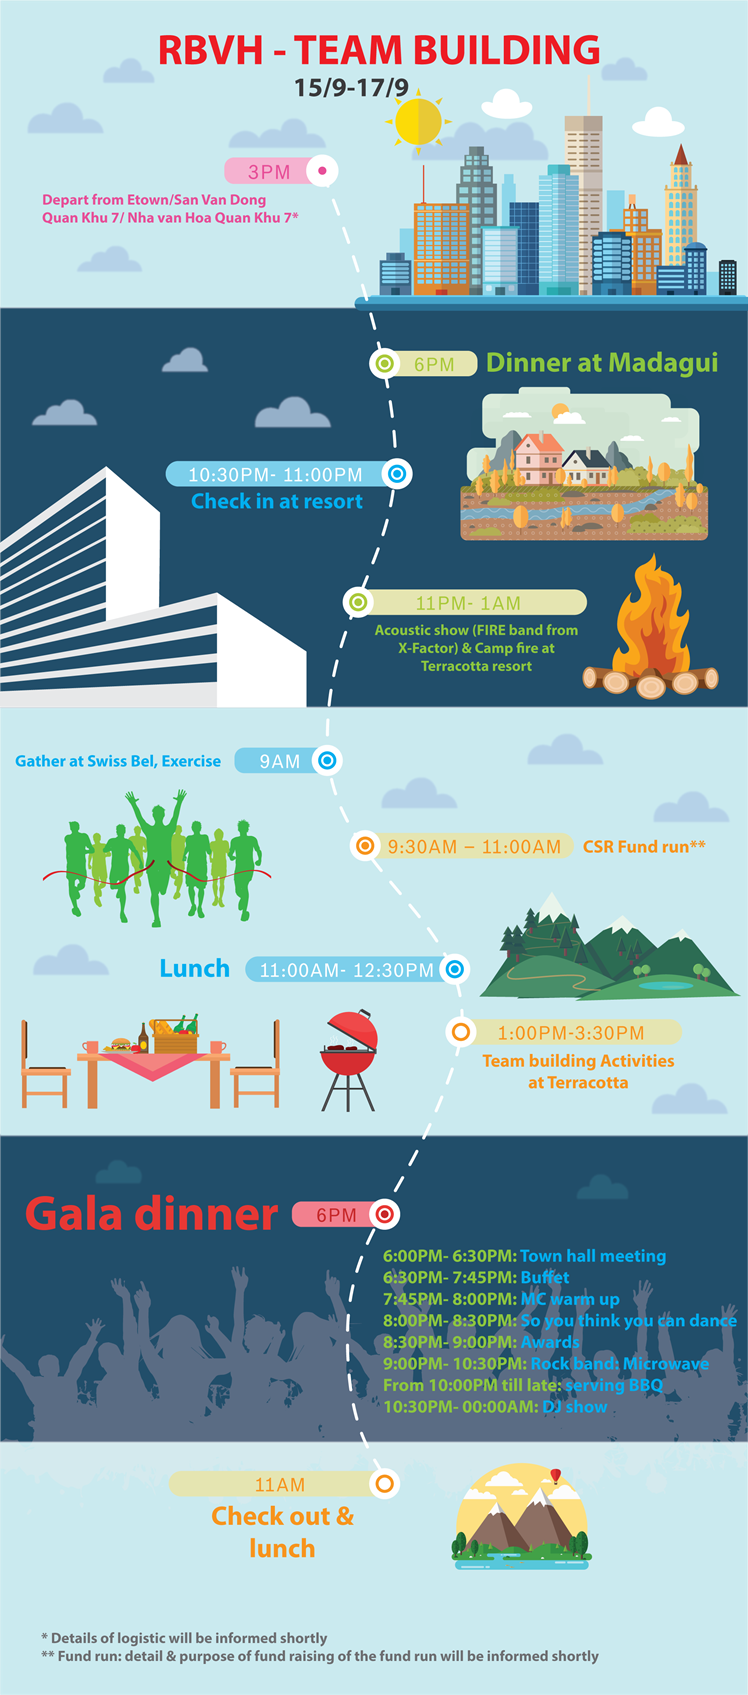 RBVH - TEAM BUILDING
15/9-17/9
3PM
Depart from Etown/San Van Dong
Quan Khu 7/ Nha van Hoa Quan Khu 7*
6PM
Dinner at Madagui
10:30PM- 11:00PM
Check in at resort
11PM- 1AM
Acoustic show (FIRE band from
X-Factor) & Camp fire at
Terracotta resort
Gather at Swiss Bel, Exercise
9AM
9:30AM – 11:00AM
CSR Fund run**
Lunch
11:00AM- 12:30PM
1:00PM-3:30PM
Team building Activities
at Terracotta
Gala dinner
6PM
6:00PM- 6:30PM: Town hall meeting
6:30PM- 7:45PM: Buffet
7:45PM- 8:00PM: MC warm up
8:00PM- 8:30PM: So you think you can dance
8:30PM- 9:00PM: Awards
9:00PM- 10:30PM: Rock band: Microwave
From 10:00PM till late: serving BBQ
10:30PM- 00:00AM: DJ show
11AM
Check out &
lunch
* Details of logistic will be informed shortly
** Fund run: detail & purpose of fund raising of the fund run will be informed shortly